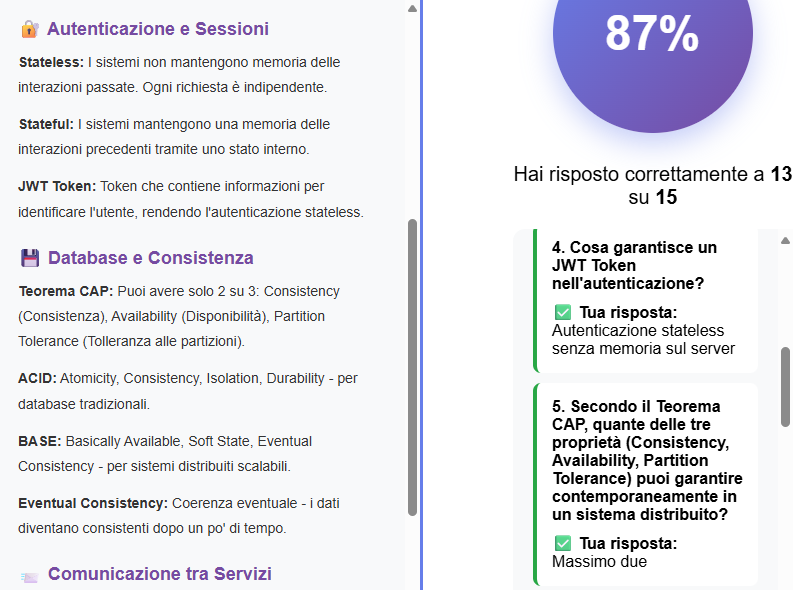 Autenticazione e Sessioni
Stateless: I sistemi non mantengono memoria delle
interazioni passate. Ogni richiesta è indipendente.
Stateful: I sistemi mantengono una memoria delle
interazioni precedenti tramite uno stato interno.
JWT Token: Token che contiene informazioni per
identificare l'utente, rendendo l'autenticazione stateless.
Database e Consistenza
Teorema CAP: Puoi avere solo 2 su 3: Consistency
(Consistenza), Availability (Disponibilità), Partition
Tolerance (Tolleranza alle partizioni).
ACID: Atomicity, Consistency, Isolation, Durability - per
database tradizionali.
BASE: Basically Available, Soft State, Eventual
Consistency - per sistemi distribuiti scalabili.
Eventual Consistency: Coerenza eventuale - i dati
diventano consistenti dopo un po' di tempo.
Comunicazione tra Servizi
87%
Hai risposto correttamente a 13
su 15
4. Cosa garantisce un
JWT Token
nell'autenticazione?
Tua risposta:
Autenticazione stateless
senza memoria sul server
5. Secondo il Teorema
CAP, quante delle tre
proprietà (Consistency,
Availability, Partition
Tolerance) puoi garantire
contemporaneamente in
un sistema distribuito?
Tua risposta:
Massimo due